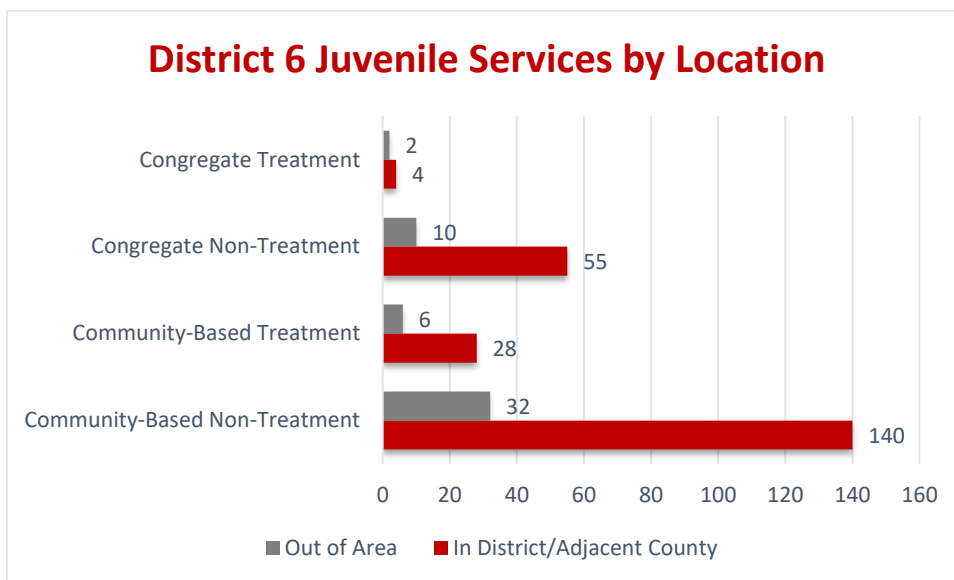 District 6 Juvenile Services by Location
Congregate Treatment
2
4
Congregate Non-Treatment
10
55
Community-Based Treatment
6
28
Community-Based Non-Treatment
32
140
0 20 40 60 80 100 120 140 160
Out of Area In District/Adjacent County